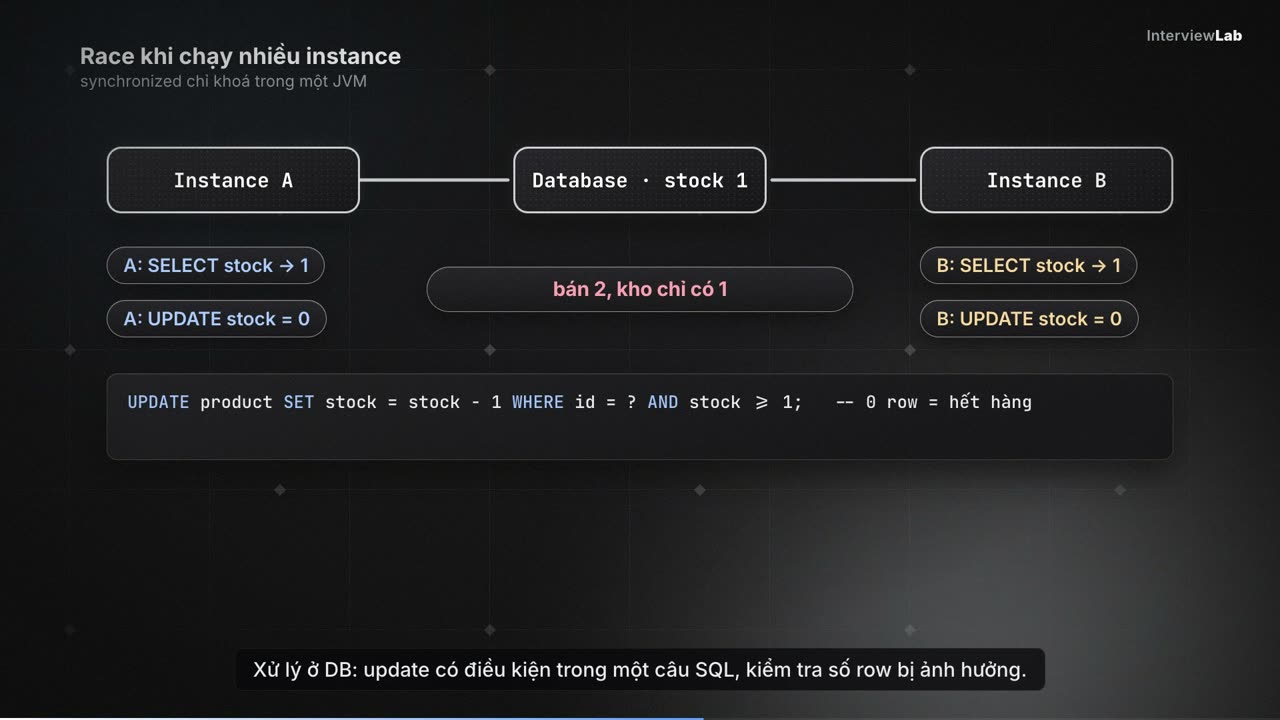 Race khi chạy nhiều instance
synchronized chỉ khoá trong một JVM
InterviewLab
Instance A
Database · stock 1
Instance B
A: SELECT stock → 1
A: UPDATE stock = 0
bán 2, kho chỉ có 1
B: SELECT stock → 1
B: UPDATE stock = 0
UPDATE product SET stock = stock - 1 WHERE id = ? AND stock >= 1;   -- 0 row = hết hàng
Xử lý ở DB: update có điều kiện trong một câu SQL, kiểm tra số row bị ảnh hưởng.